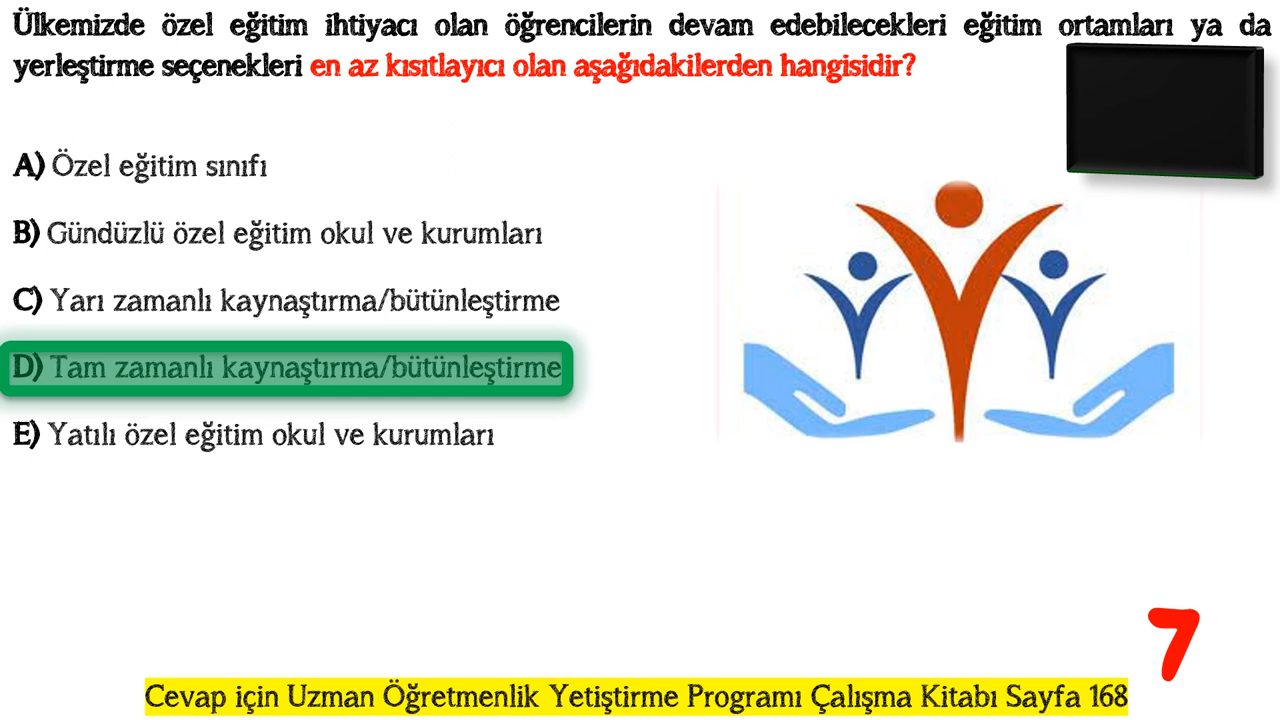 Ülkemizde özel eğitim ihtiyacı olan öğrencilerin devam edebilecekleri eğitim ortamları ya da
yerleştirme seçenekleri en az kısıtlayıcı olan aşağıdakilerden hangisidir?
A) Özel eğitim sınıfı
B) Gündüzlü özel eğitim okul ve kurumları
C) Yarı zamanlı kaynaştırma/bütünleştirme
D) Tam zamanlı kaynaştırma/bütünleştirme
E) Yatılı özel eğitim okul ve kurumları
7
Cevap için Uzman Öğretmenlik Yetiştirme Programı Çalışma Kitabı Sayfa 168